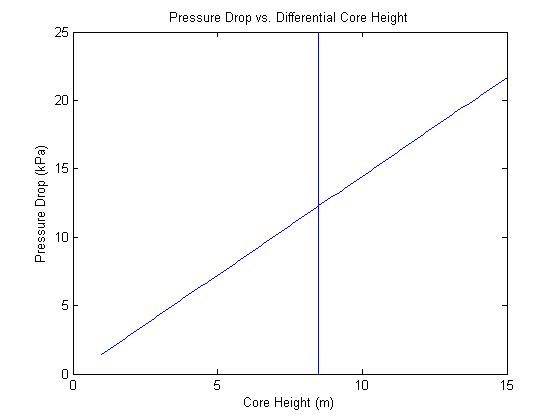 Pressure Drop vs. Differential Core Height
25
20
15
10
5
0
Pressure Drop (kPa)
0 5 10 15
Core Height (m)